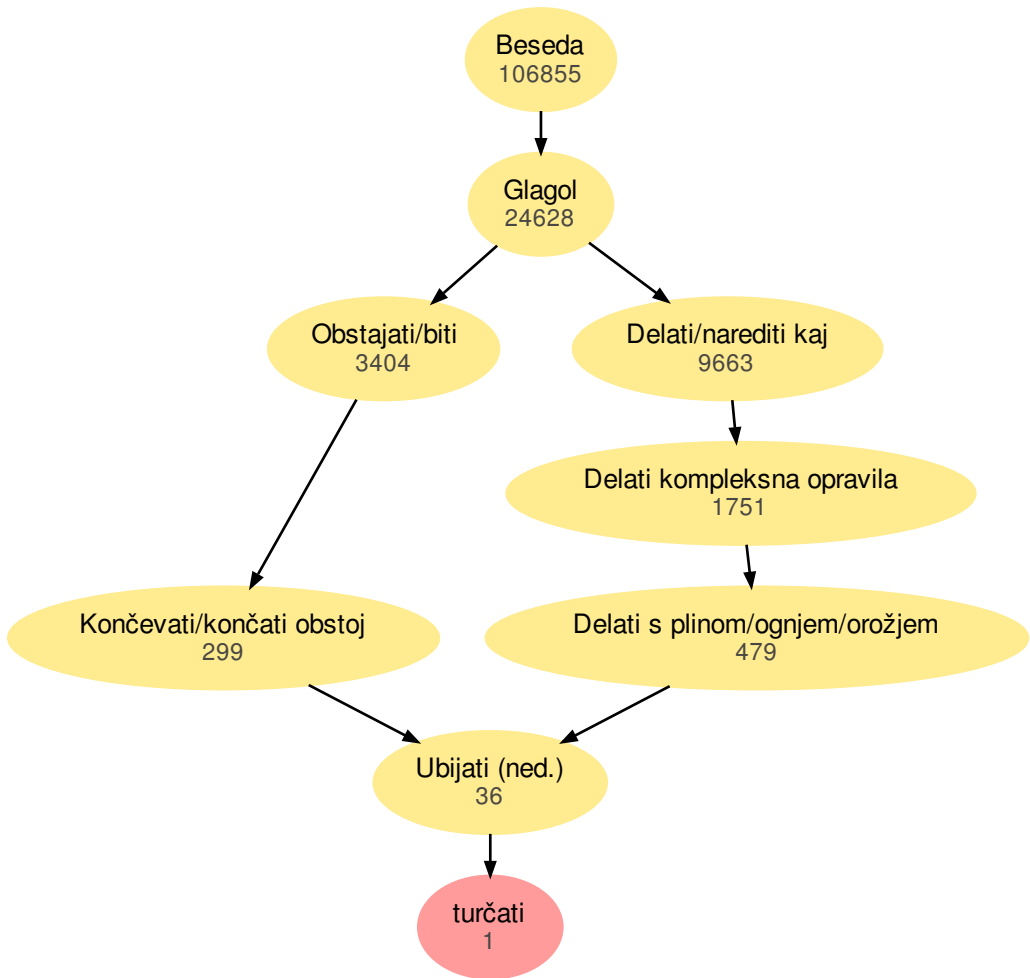 Beseda
106855
Glagol
24628
Obstajati/biti
3404
Delati/narediti kaj
9663
Delati kompleksna opravila
1751
Končevati/končati obstoj
299
Delati s plinom/ognjem/orožjem
479
Ubijati (ned.)
36
turčati
1